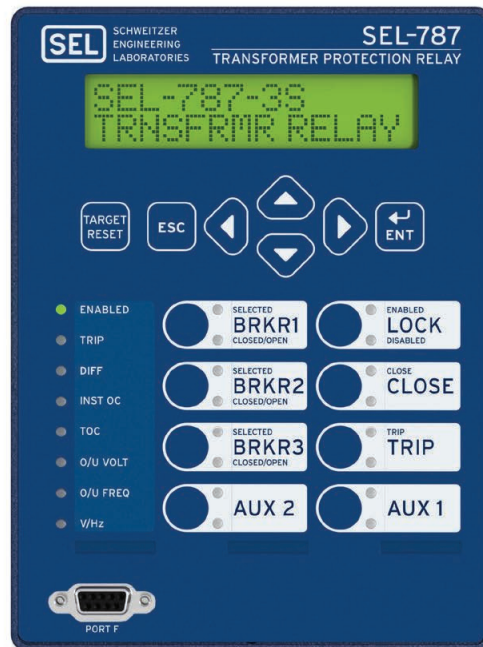 SEL
SCHWEITZER
ENGINEERING
LABORATORIES
SEL-787
TRANSFORMER PROTECTION RELAY
SEL-787-3S
TRNSFRMR RELAY
TARGET
RESET
ESC
ENT
ENABLED
TRIP
DIFF
INST OC
TOC
O/U VOLT
O/U FREQ
V/Hz
SELECTED
BRKR1
CLOSED/OPEN
ENABLED
LOCK
DISABLED
SELECTED
BRKR2
CLOSED/OPEN
CLOSE
CLOSE
SELECTED
BRKR3
CLOSED/OPEN
TRIP
TRIP
AUX 2
AUX 1
PORT F